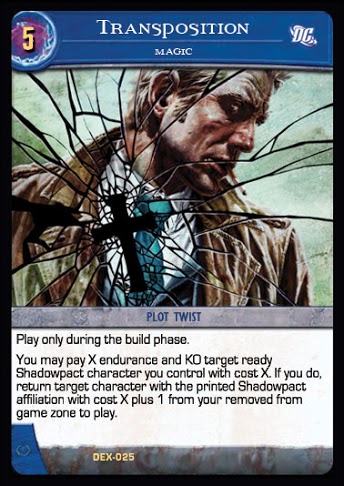 5
Transposition
MAGIC
DC
PLOT TWIST
Play only during the build phase.
You may pay X endurance and KO target ready
Shadowpact character you control with cost X. If you do,
return target character with the printed Shadowpact
affiliation with cost X plus 1 from your removed from
game zone to play.
DEX-025